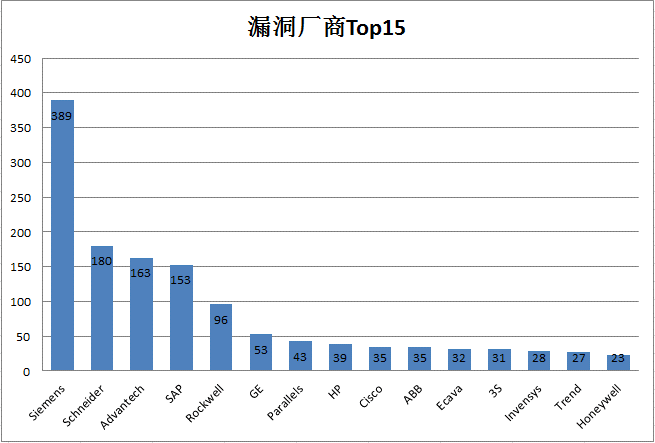 漏洞厂商Top15
450
400
350
300
250
200
150
100
50
0
389
180
163
153
96
53
43
39
35
35
32
31
28
27
23
Siemens
Schneider
Advantech
SAP
Rockwell
GE
Parallels
HP
Cisco
ABB
Ecava
3S
Invensys
Trend
Honeywell